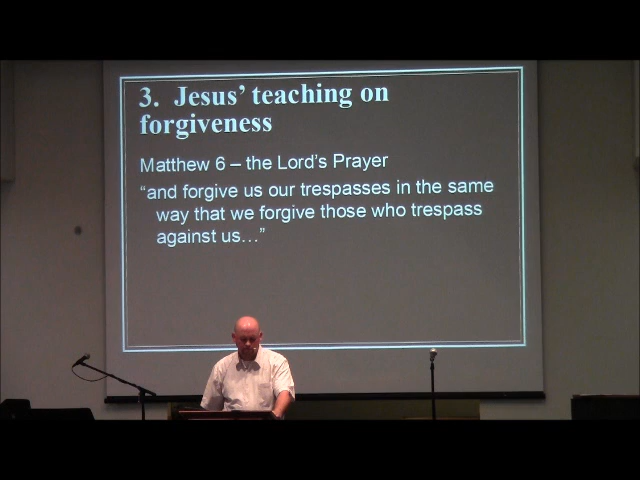 3. Jesus’ teaching on
forgiveness
Matthew 6 – the Lord’s Prayer
“and forgive us our trespasses in the same
way that we forgive those who trespass
against us…”